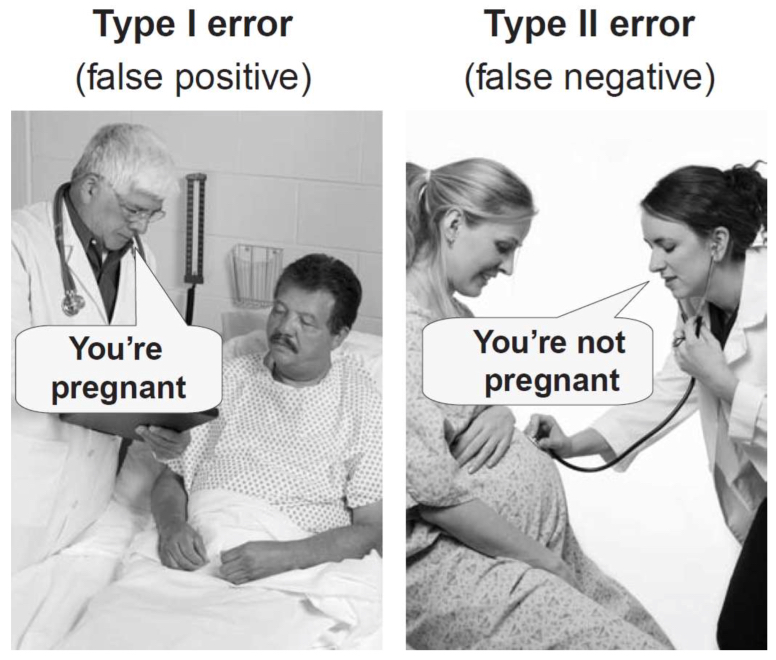 Type I error
(false positive)
You're
pregnant
Type II error
(false negative)
You're not
pregnant